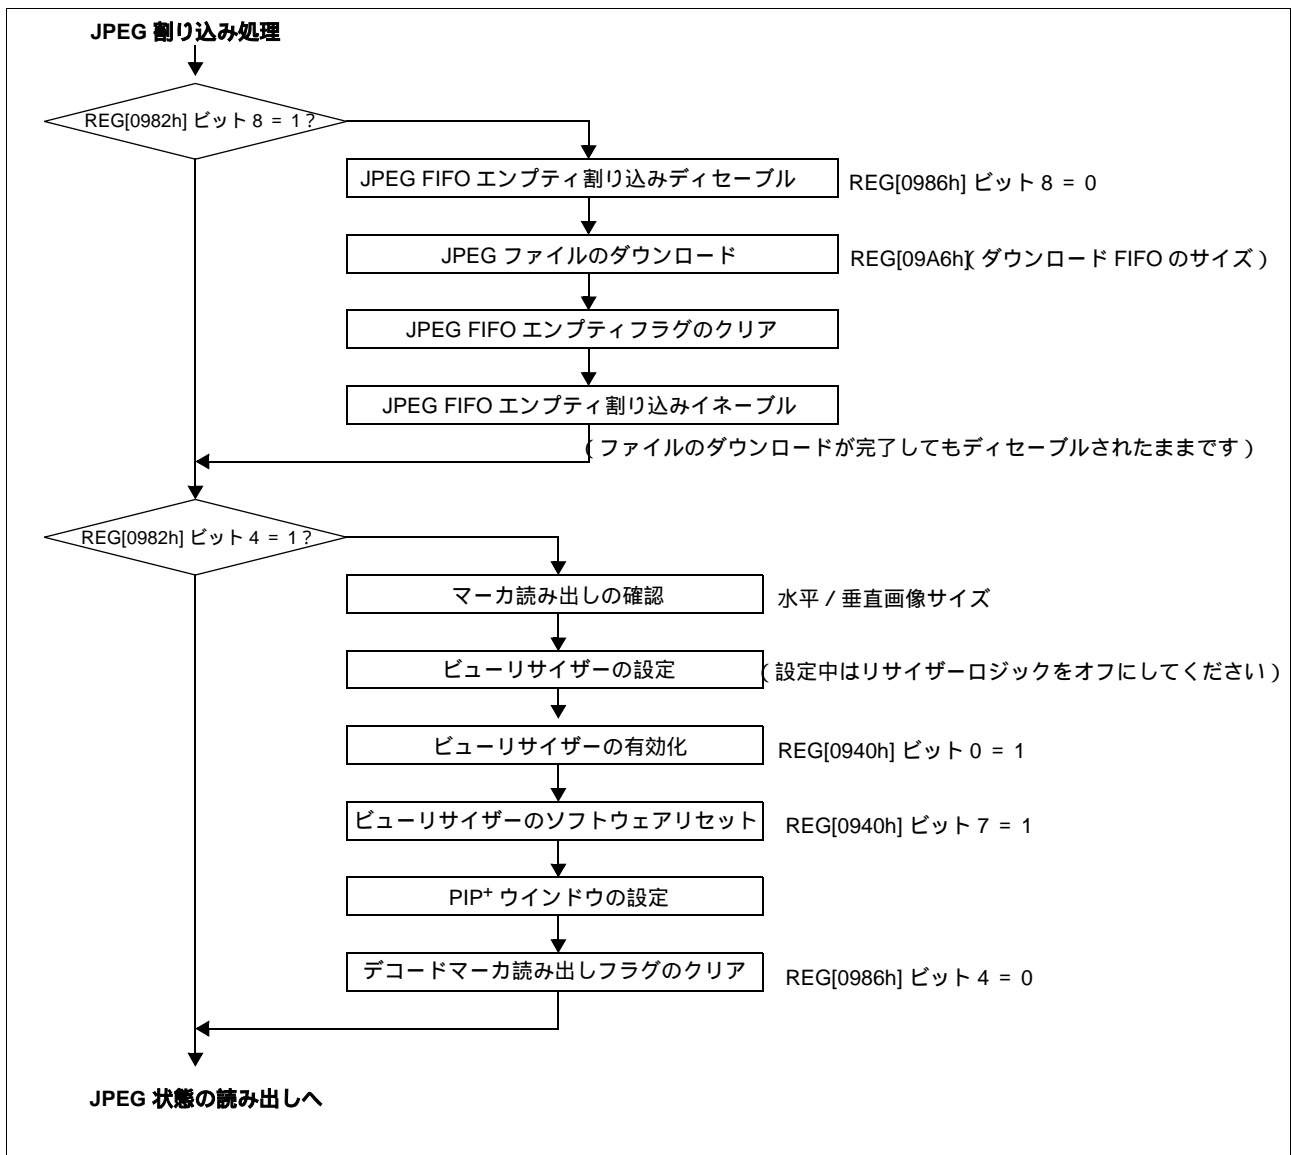 JPEG 割り込み処理
REG[0982h] ビット 8 = 1?
JPEG FIFO エンプティ割り込みディセーブル
REG[0986h] ビット 8 = 0
JPEG ファイルのダウンロード
REG[09A6h](ダウンロード FIFO のサイズ)
JPEG FIFO エンプティフラグのクリア
JPEG FIFO エンプティ割り込みイネーブル
(ファイルのダウンロードが完了してもディセーブルされたままです)
REG[0982h] ビット 4 = 1?
マーカ読み出しの確認
水平 / 垂直画像サイズ
ビューリサイザーの設定
(設定中はリサイザーロジックをオフにしてください)
ビューリサイザーの有効化
REG[0940h] ビット 0 = 1
ビューリサイザーのソフトウェアリセット
REG[0940h] ビット 7 = 1
PIP+ ウインドウの設定
デコードマーカ読み出しフラグのクリア
REG[0986h] ビット 4 = 0
JPEG 状態の読み出しへ